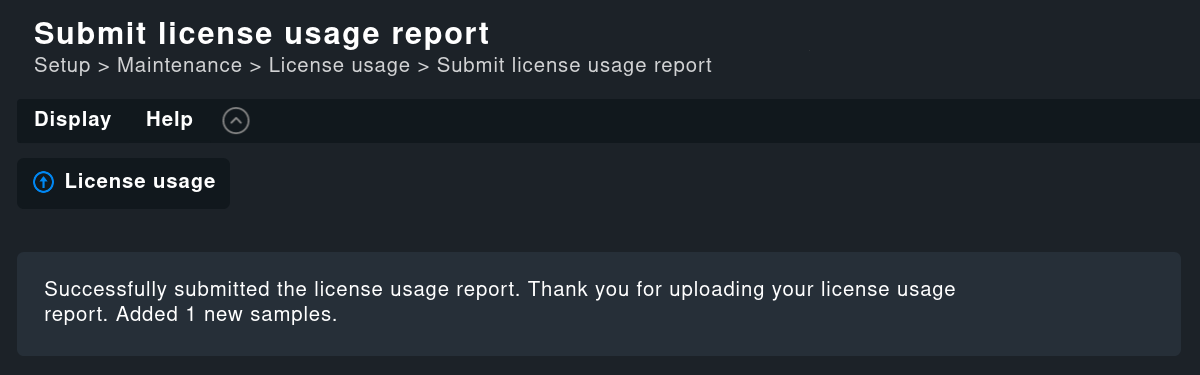 Submit license usage report
Setup > Maintenance > License usage > Submit license usage report
Display Help
License usage
Successfully submitted the license usage report. Thank you for uploading your license usage
report. Added 1 new samples.